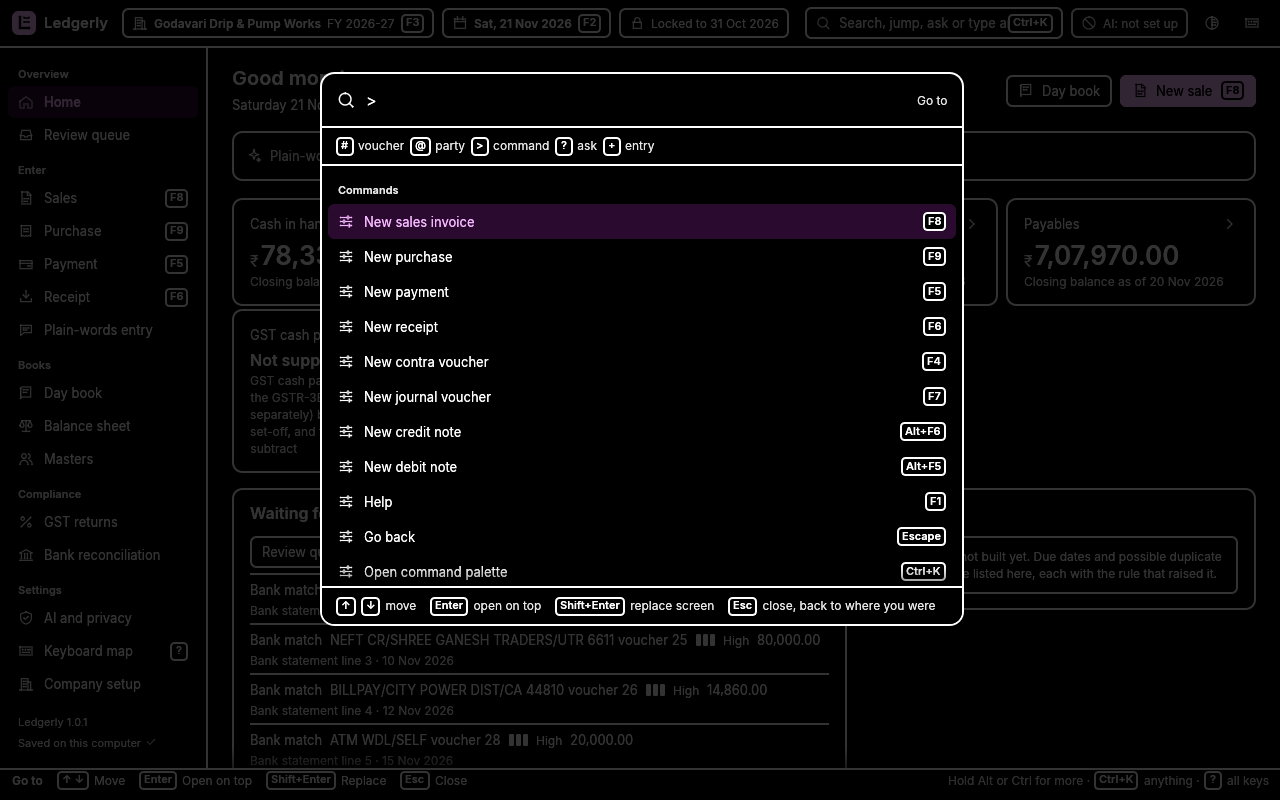 Ledgerly
Godavari Drip & Pump Works FY 2026-27 F3
Sat, 21 Nov 2026 F2
Locked to 31 Oct 2026
Search, jump, ask or type a Ctrl+K
AI: not set up
Overview
Home
Review queue
Enter
Sales F8
Purchase F9
Payment F5
Receipt F6
Plain-words entry
Books
Day book
Balance sheet
Masters
Compliance
GST returns
Bank reconciliation
Settings
AI and privacy
Keyboard map ?
Company setup
Ledgerly 1.0.1
Saved on this computer
Good
Saturday 21
Day book
New sale F8
Cash in
₹78,
Closing
Payables
₹7,07,970.00
Closing balance as of 20 Nov 2026
GST cash
Not
GST cash
the
separately)
set-off, and
subtract
Waiting
Review
Bank match
Bank statement
Bank match NEFT CR/SHREE GANESH TRADERS/UTR 6611 voucher 25 High 80,000.00
Bank statement line 3 · 10 Nov 2026
Bank match BILLPAY/CITY POWER DIST/CA 44810 voucher 26 High 14,860.00
Bank statement line 4 · 12 Nov 2026
Bank match ATM WDL/SELF voucher 28 High 20,000.00
Bank statement line 5 · 15 Nov 2026
not built yet. Due dates and possible duplicate
listed here, each with the rule that raised it.
> Go to
# voucher @ party > command ? ask + entry
Commands
New sales invoice F8
New purchase F9
New payment F5
New receipt F6
New contra voucher F4
New journal voucher F7
New credit note Alt+F6
New debit note Alt+F5
Help F1
Go back Escape
Open command palette Ctrl+K
↑ ↓ move Enter open on top Shift+Enter replace screen Esc close, back to where you were
Go to ↑↓ Move Enter Open on top Shift+Enter Replace Esc Close
Hold Alt or Ctrl for more · Ctrl+K anything · ? all keys